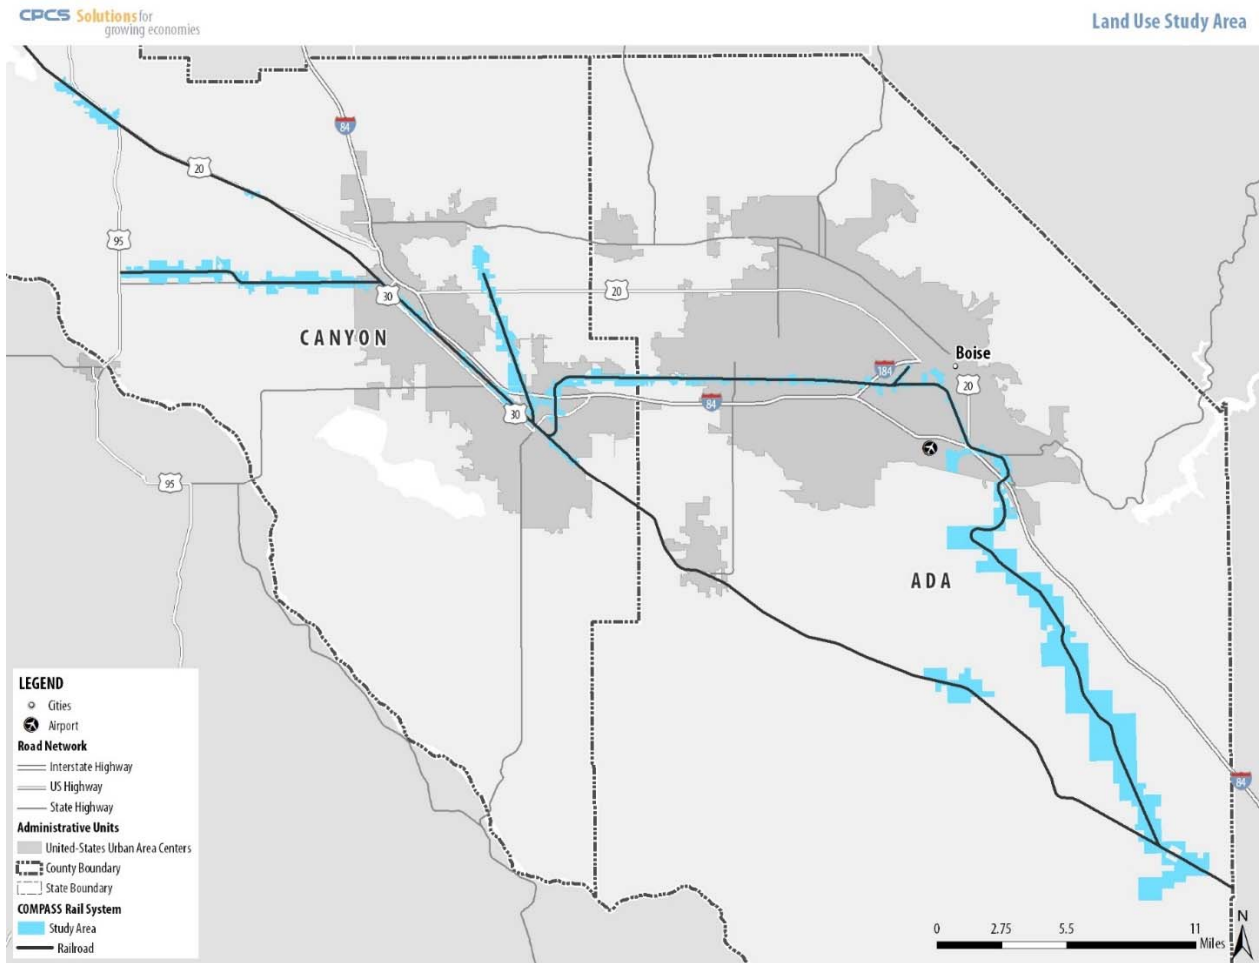 CPCS Solutions for
growing economies
Land Use Study Area
84
20
95
30
20
CANYON
Boise
184
20
84
30
95
ADA
84
LEGEND
Cities
Airport
Road Network
Interstate Highway
US Highway
State Highway
Administrative Units
United-States Urban Area Centers
County Boundary
State Boundary
COMPASS Rail System
Study Area
Railroad
N
0 2.75 5.5 11
Miles